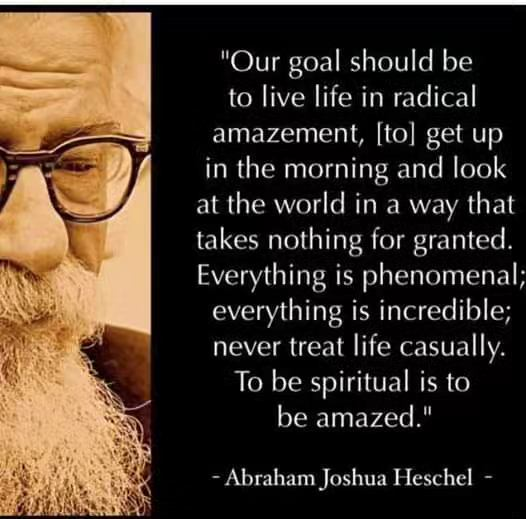 "Our goal should be
to live life in radical
amazement, [to] get up
in the morning and look
at the world in a way that
takes nothing for granted.
Everything is phenomenal;
everything is incredible;
never treat life casually.
To be spiritual is to
be amazed."
- Abraham Joshua Heschel -